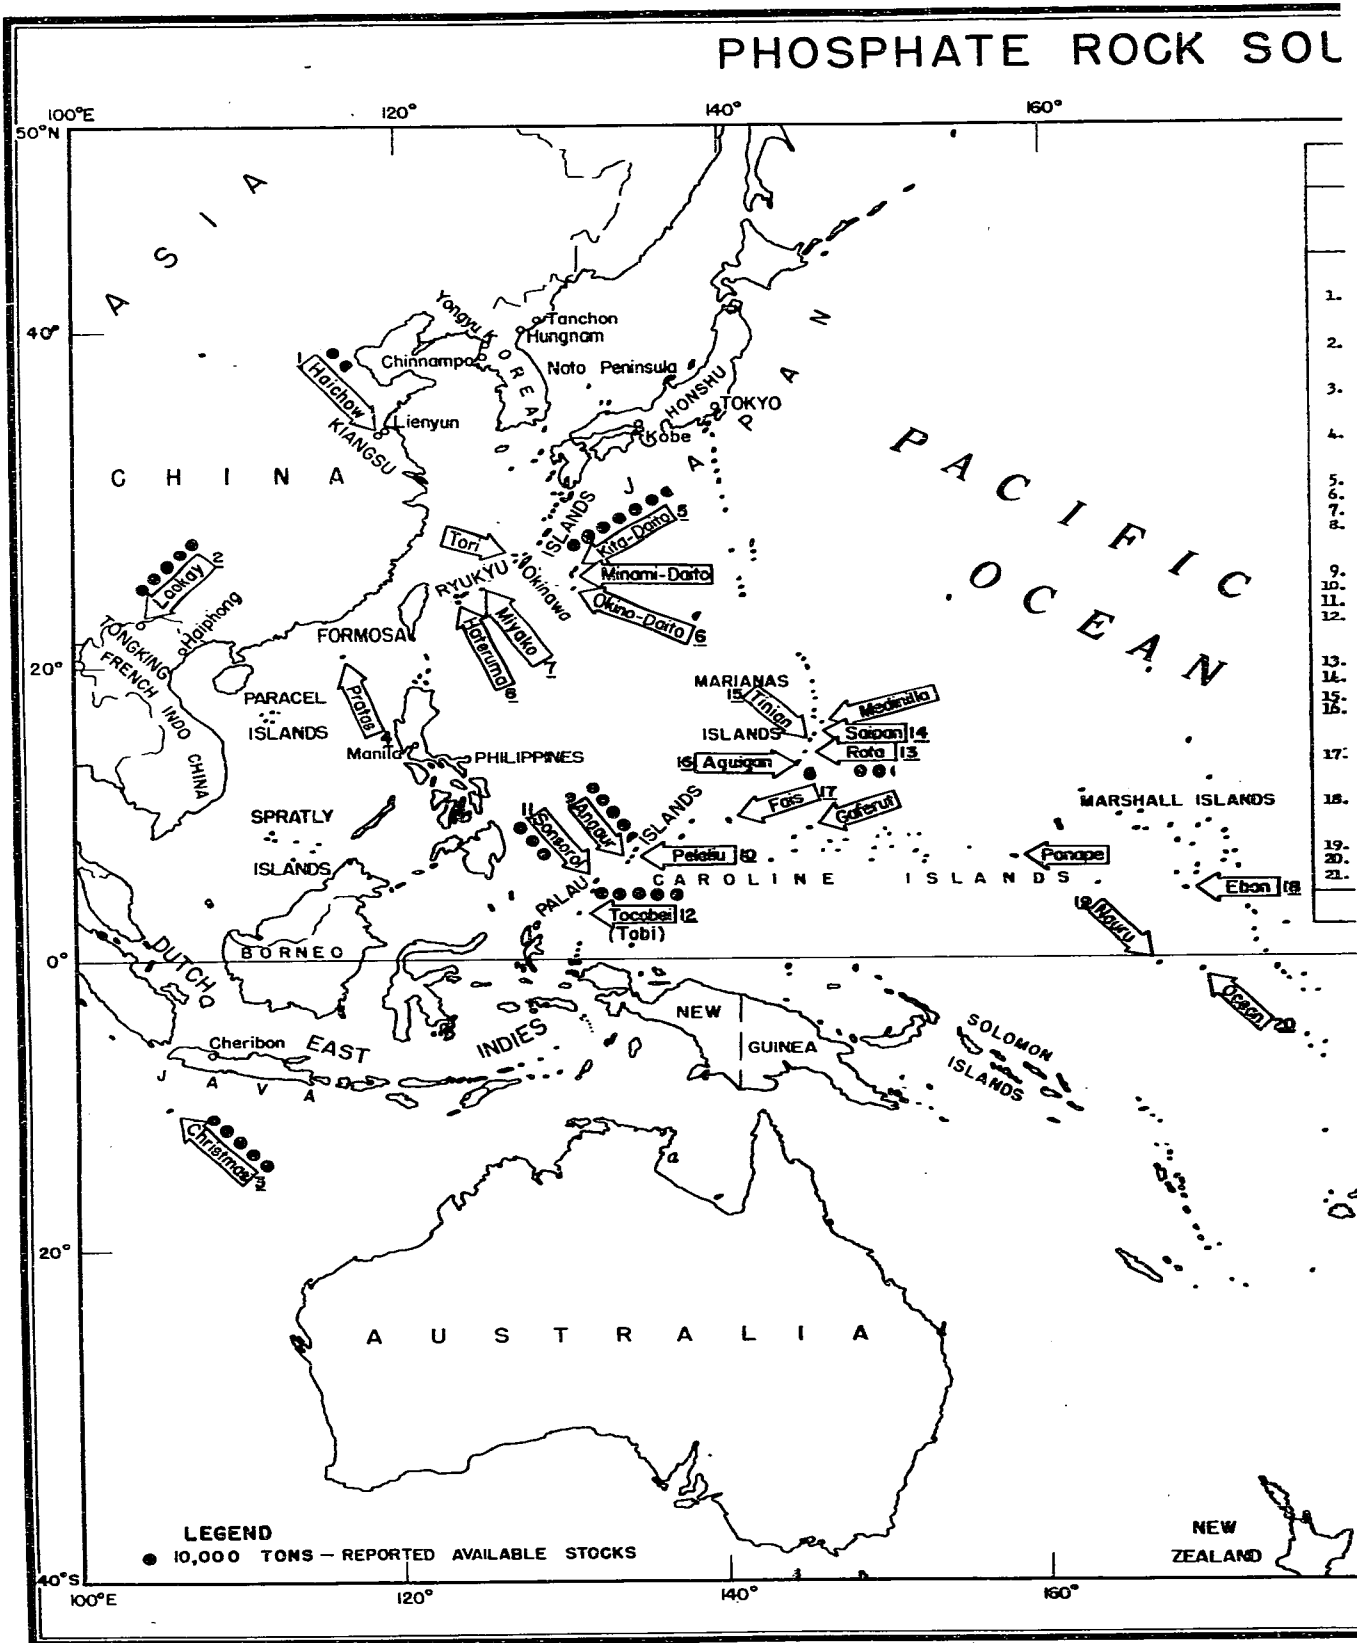 PHOSPHATE ROCK SOU
100°E
120°
140°
160°
50°N
ASIA
1.
40°
Yongyu
KOREA
Tanchon
Hungnam
Chinnampo
Noto Peninsula
JAPAN
2.
1
Haichow
HONSHU
TOKYO
3.
Lienyun
KIANGSU
Kobe
4.
PACIFIC
OCEAN
CHINA
5.
6.
7.
8.
ISLANDS
Kita-Daito 5
Tori
2
Laokay
RYUKYU
Okinawa
Minami-Daito
9.
10.
11.
12.
Okino-Daito 6
Haiphong
TONGKING
FORMOSA
Hateruma 8
Miyako 7
20°
FRENCH
INDO
CHINA
Pratas 4
PARACEL
ISLANDS
MARIANAS
ISLANDS
15 Tinian
Medinilla
13.
14.
15.
16.
Saipan 14
Rota 13
Manila
PHILIPPINES
16 Aguigan
17.
Fais 17
Gaferut
MARSHALL ISLANDS
18.
SPRATLY
ISLANDS
11 Sonsorol
9 Angaur
ISLANDS
Peleliu 10
Ponape
19.
20.
21.
PALAU
CAROLINE ISLANDS
Ebon 18
Tocobei 12
(Tobi)
19 Nauru
0°
DUTCH
BORNEO
Ocean 20
NEW
GUINEA
SOLOMON
ISLANDS
Cheribon
EAST
INDIES
JAVA
Christmas 3
20°
AUSTRALIA
LEGEND
10,000 TONS — REPORTED AVAILABLE STOCKS
NEW
ZEALAND
40°S
100°E
120°
140°
160°